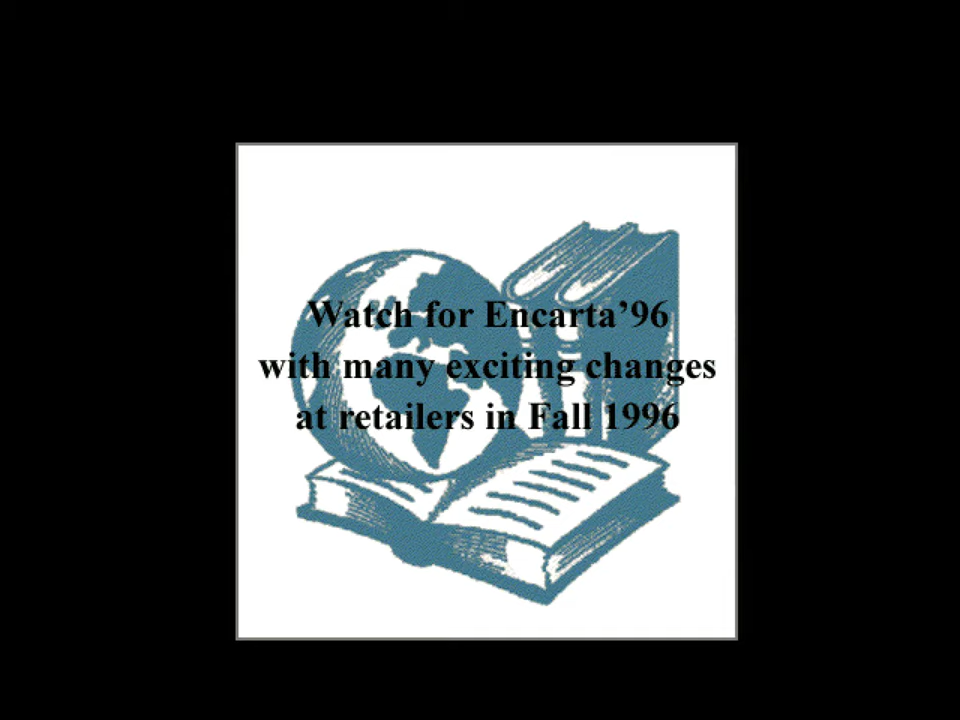 Watch for Encarta’96
with many exciting changes
at retailers in Fall 1996